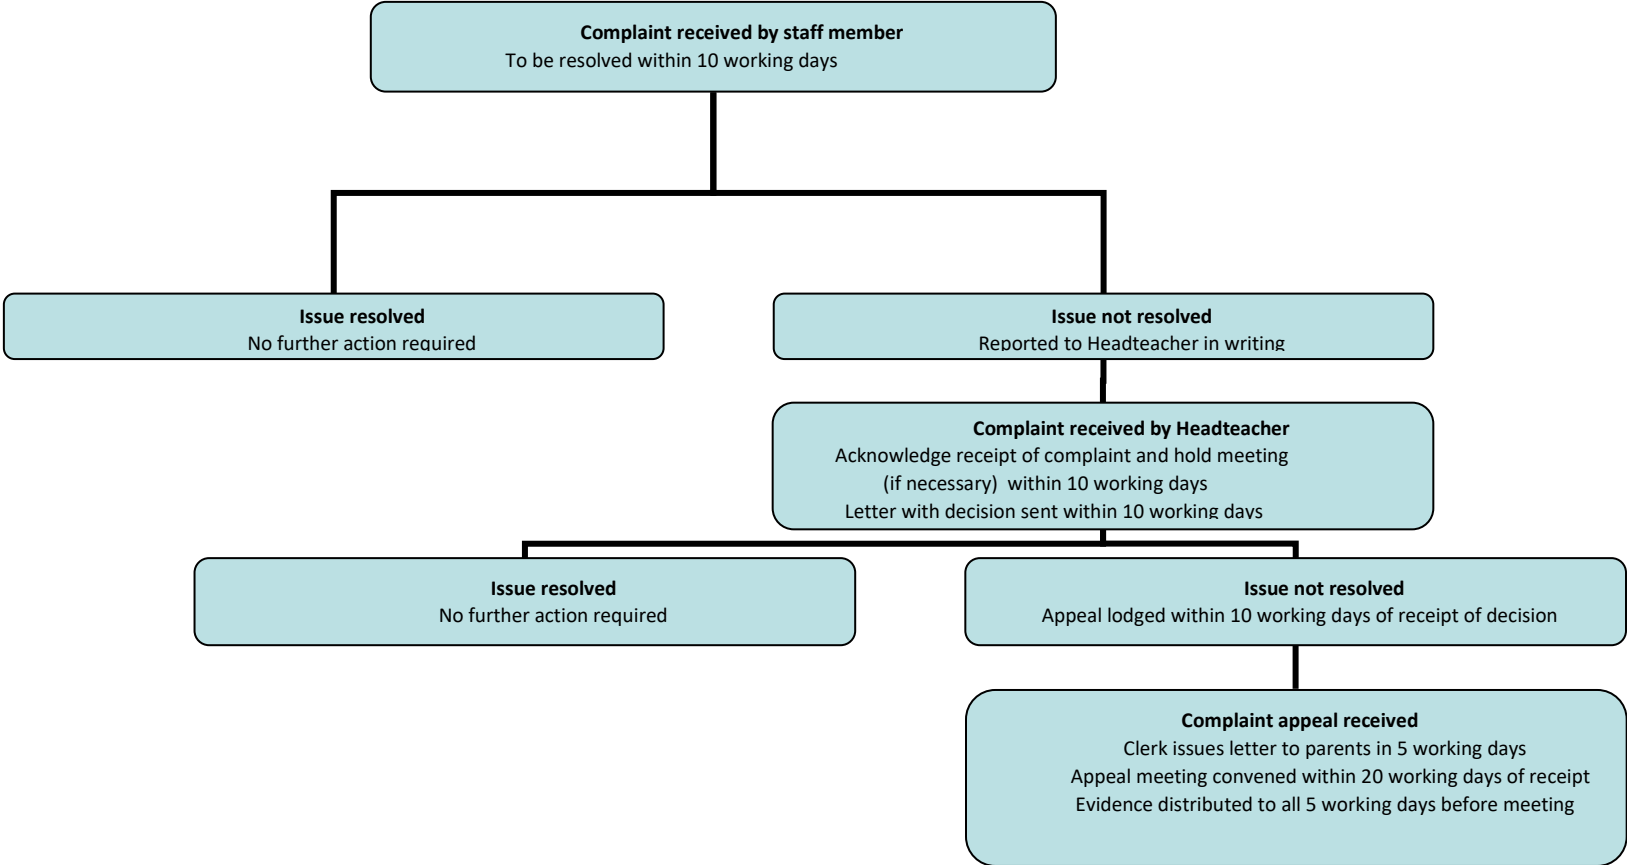 Complaint received by staff member
To be resolved within 10 working days
Issue resolved
No further action required
Issue not resolved
Reported to Headteacher in writing
Complaint received by Headteacher
Acknowledge receipt of complaint and hold meeting
(if necessary) within 10 working days
Letter with decision sent within 10 working days
Issue resolved
No further action required
Issue not resolved
Appeal lodged within 10 working days of receipt of decision
Complaint appeal received
Clerk issues letter to parents in 5 working days
Appeal meeting convened within 20 working days of receipt
Evidence distributed to all 5 working days before meeting